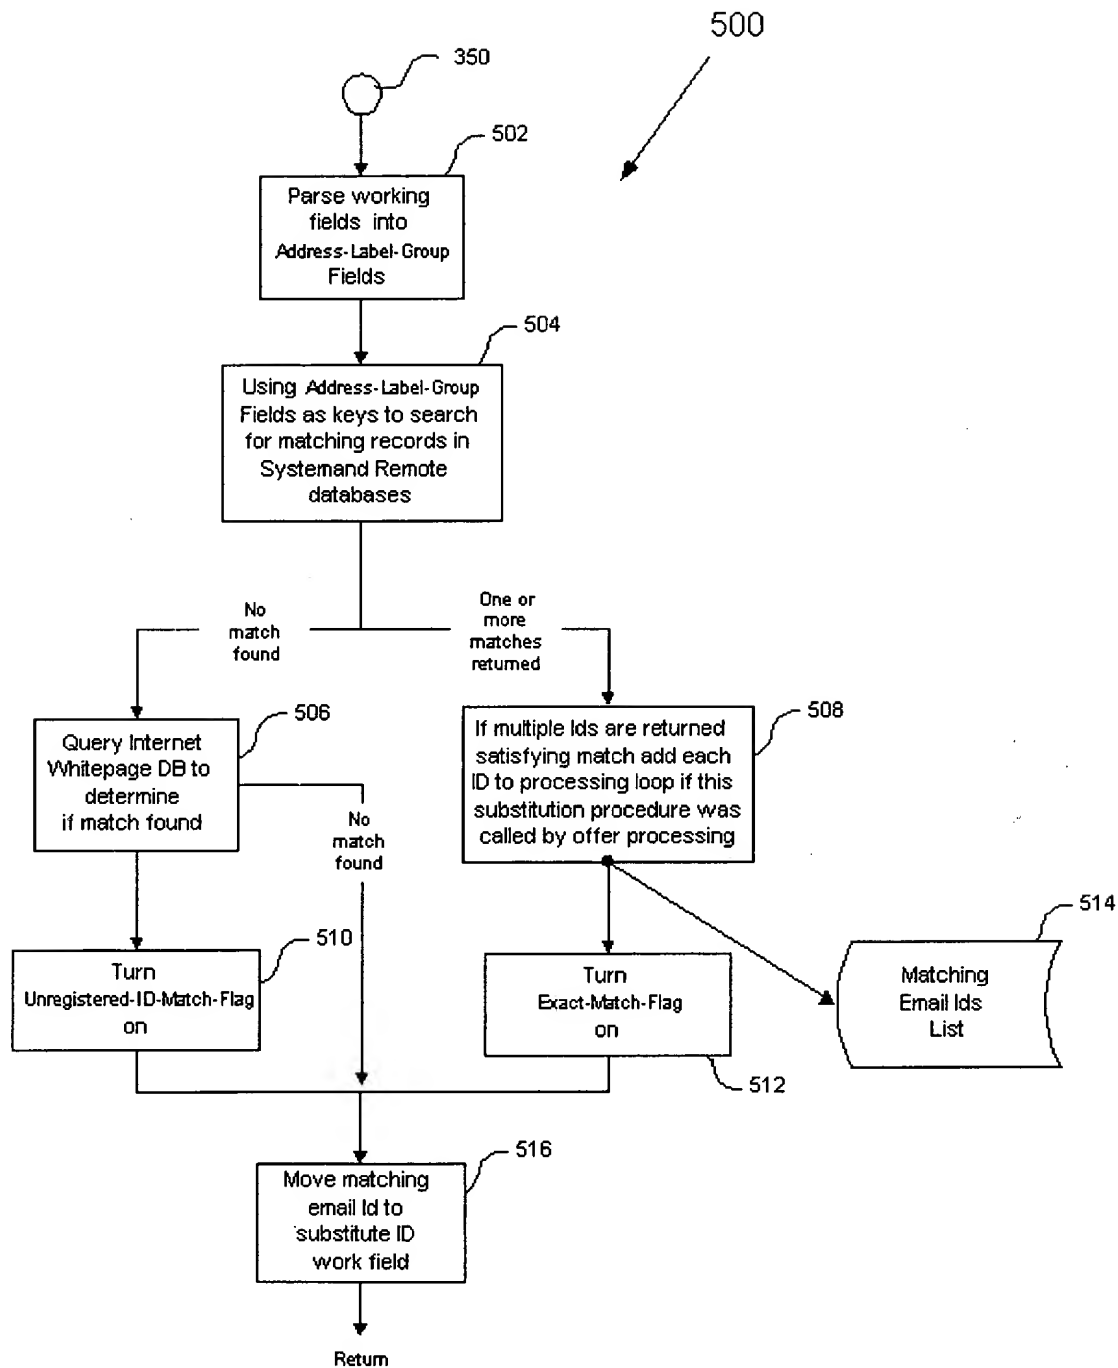 500
350
502
Parse working
fields into
Address-Label-Group
Fields
504
Using Address-Label-Group
Fields as keys to search
for matching records in
Systemand Remote
databases
No
match
found
One or
more
matches
returned
506
Query Internet
Whitepage DB to
determine
if match found
508
If multiple Ids are returned
satisfying match add each
ID to processing loop if this
substitution procedure was
called by offer processing
No
match
found
510
Turn
Unregistered-ID-Match-Flag
on
Turn
Exact-Match-Flag
on
512
514
Matching
Email Ids
List
516
Move matching
email Id to
substitute ID
work field
Return